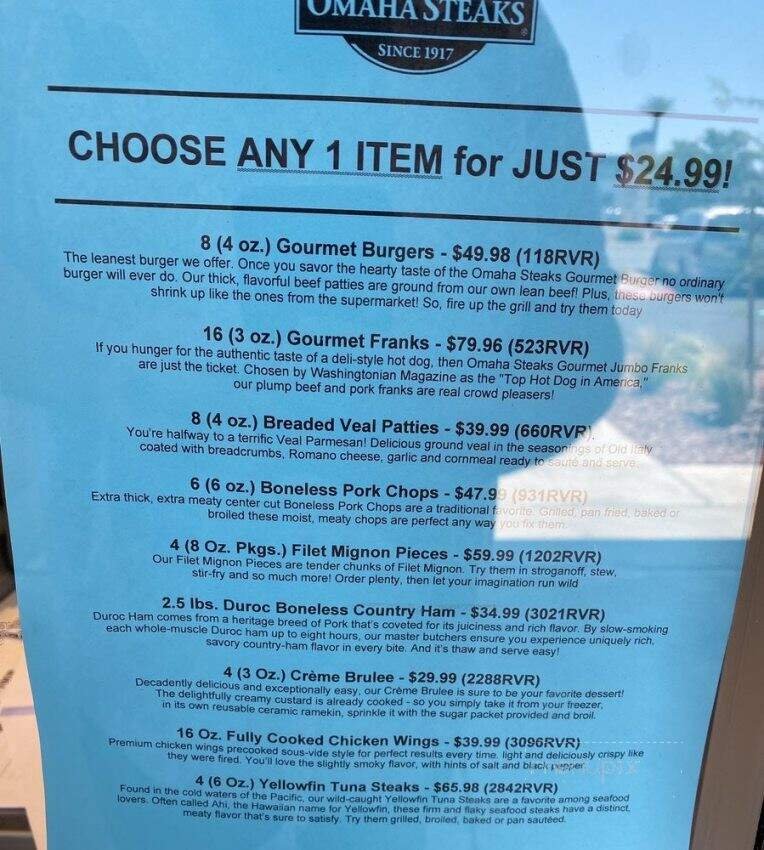 OMAHA STEAKS
SINCE 1917
CHOOSE ANY 1 ITEM for JUST $24.99!
8 (4 oz.) Gourmet Burgers - $49.98 (118RVR)
The leanest burger we offer. Once you savor the hearty taste of the Omaha Steaks Gourmet Burger no ordinary
burger will ever do. Our thick, flavorful beef patties are ground from our own lean beef! Plus, these burgers won't
shrink up like the ones from the supermarket! So, fire up the grill and try them today
16 (3 oz.) Gourmet Franks - $79.96 (523RVR)
If you hunger for the authentic taste of a deli-style hot dog, then Omaha Steaks Gourmet Jumbo Franks
are just the ticket. Chosen by Washingtonian Magazine as the "Top Hot Dog in America,"
our plump beef and pork franks are real crowd pleasers!
8 (4 oz.) Breaded Veal Patties - $39.99 (660RVR).
You're halfway to a terrific Veal Parmesan! Delicious ground veal in the seasonings of Old Italy
coated with breadcrumbs, Romano cheese, garlic and cornmeal ready to sauté and serve.
6 (6 oz.) Boneless Pork Chops - $47.99 (931RVR)
Extra thick, extra meaty center cut Boneless Pork Chops are a traditional favorite. Grilled, pan fried, baked or
broiled these moist, meaty chops are perfect any way you fix them.
4 (8 Oz. Pkgs.) Filet Mignon Pieces - $59.99 (1202RVR)
Our Filet Mignon Pieces are tender chunks of Filet Mignon. Try them in stroganoff, stew,
stir-fry and so much more! Order plenty, then let your imagination run wild
2.5 lbs. Duroc Boneless Country Ham - $34.99 (3021RVR)
Duroc Ham comes from a heritage breed of Pork that's coveted for its juiciness and rich flavor. By slow-smoking
each whole-muscle Duroc ham up to eight hours, our master butchers ensure you experience uniquely rich,
savory country-ham flavor in every bite. And it's thaw and serve easy!
4 (3 Oz.) Crème Brulee - $29.99 (2288RVR)
Decadently delicious and exceptionally easy, our Crème Brulee is sure to be your favorite dessert!
The delightfully creamy custard is already cooked - so you simply take it from your freezer,
in its own reusable ceramic ramekin, sprinkle it with the sugar packet provided and broil.
16 Oz. Fully Cooked Chicken Wings - $39.99 (3096RVR)
Premium chicken wings precooked sous-vide style for perfect results every time. light and deliciously crispy like
they were fired. You'll love the slightly smoky flavor, with hints of salt and black pepper
4 (6 Oz.) Yellowfin Tuna Steaks - $65.98 (2842RVR)
Found in the cold waters of the Pacific, our wild-caught Yellowfin Tuna Steaks are a favorite among seafood
lovers. Often called Ahi, the Hawaiian name for Yellowfin, these firm and flaky seafood steaks have a distinct,
meaty flavor that's sure to satisfy. Try them grilled, broiled, baked or pan sautéed.